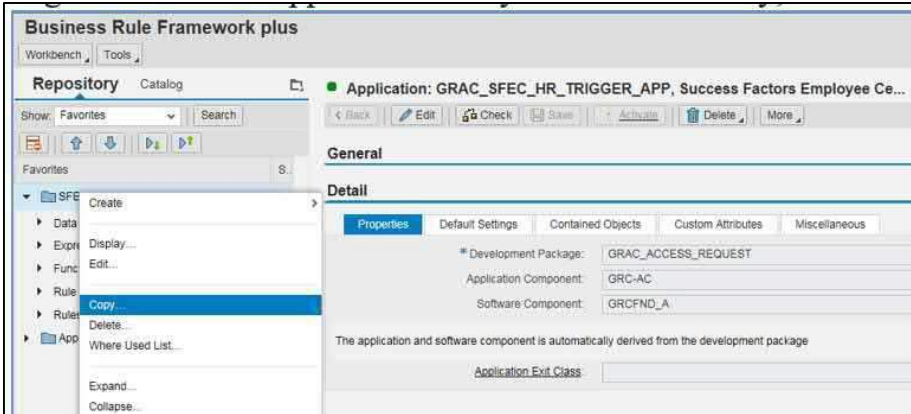 Business Rule Framework plus
Workbench Tools
Repository Catalog
Show: Favorites Search
Favorites S..
SFE
Data
Expre
Func
Rule
Rules
App
Create
Display...
Edit...
Copy...
Delete...
Where Used List...
Expand...
Collapse...
Application: GRAC_SFEC_HR_TRIGGER_APP, Success Factors Employee Ce...
Back Edit Check Save Activate Delete More
General
Detail
Properties Default Settings Contained Objects Custom Attributes Miscellaneous
* Development Package: GRAC_ACCESS_REQUEST
Application Component: GRC-AC
Software Component: GRCFND_A
The application and software component is automatically derived from the development package
Application Exit Class: